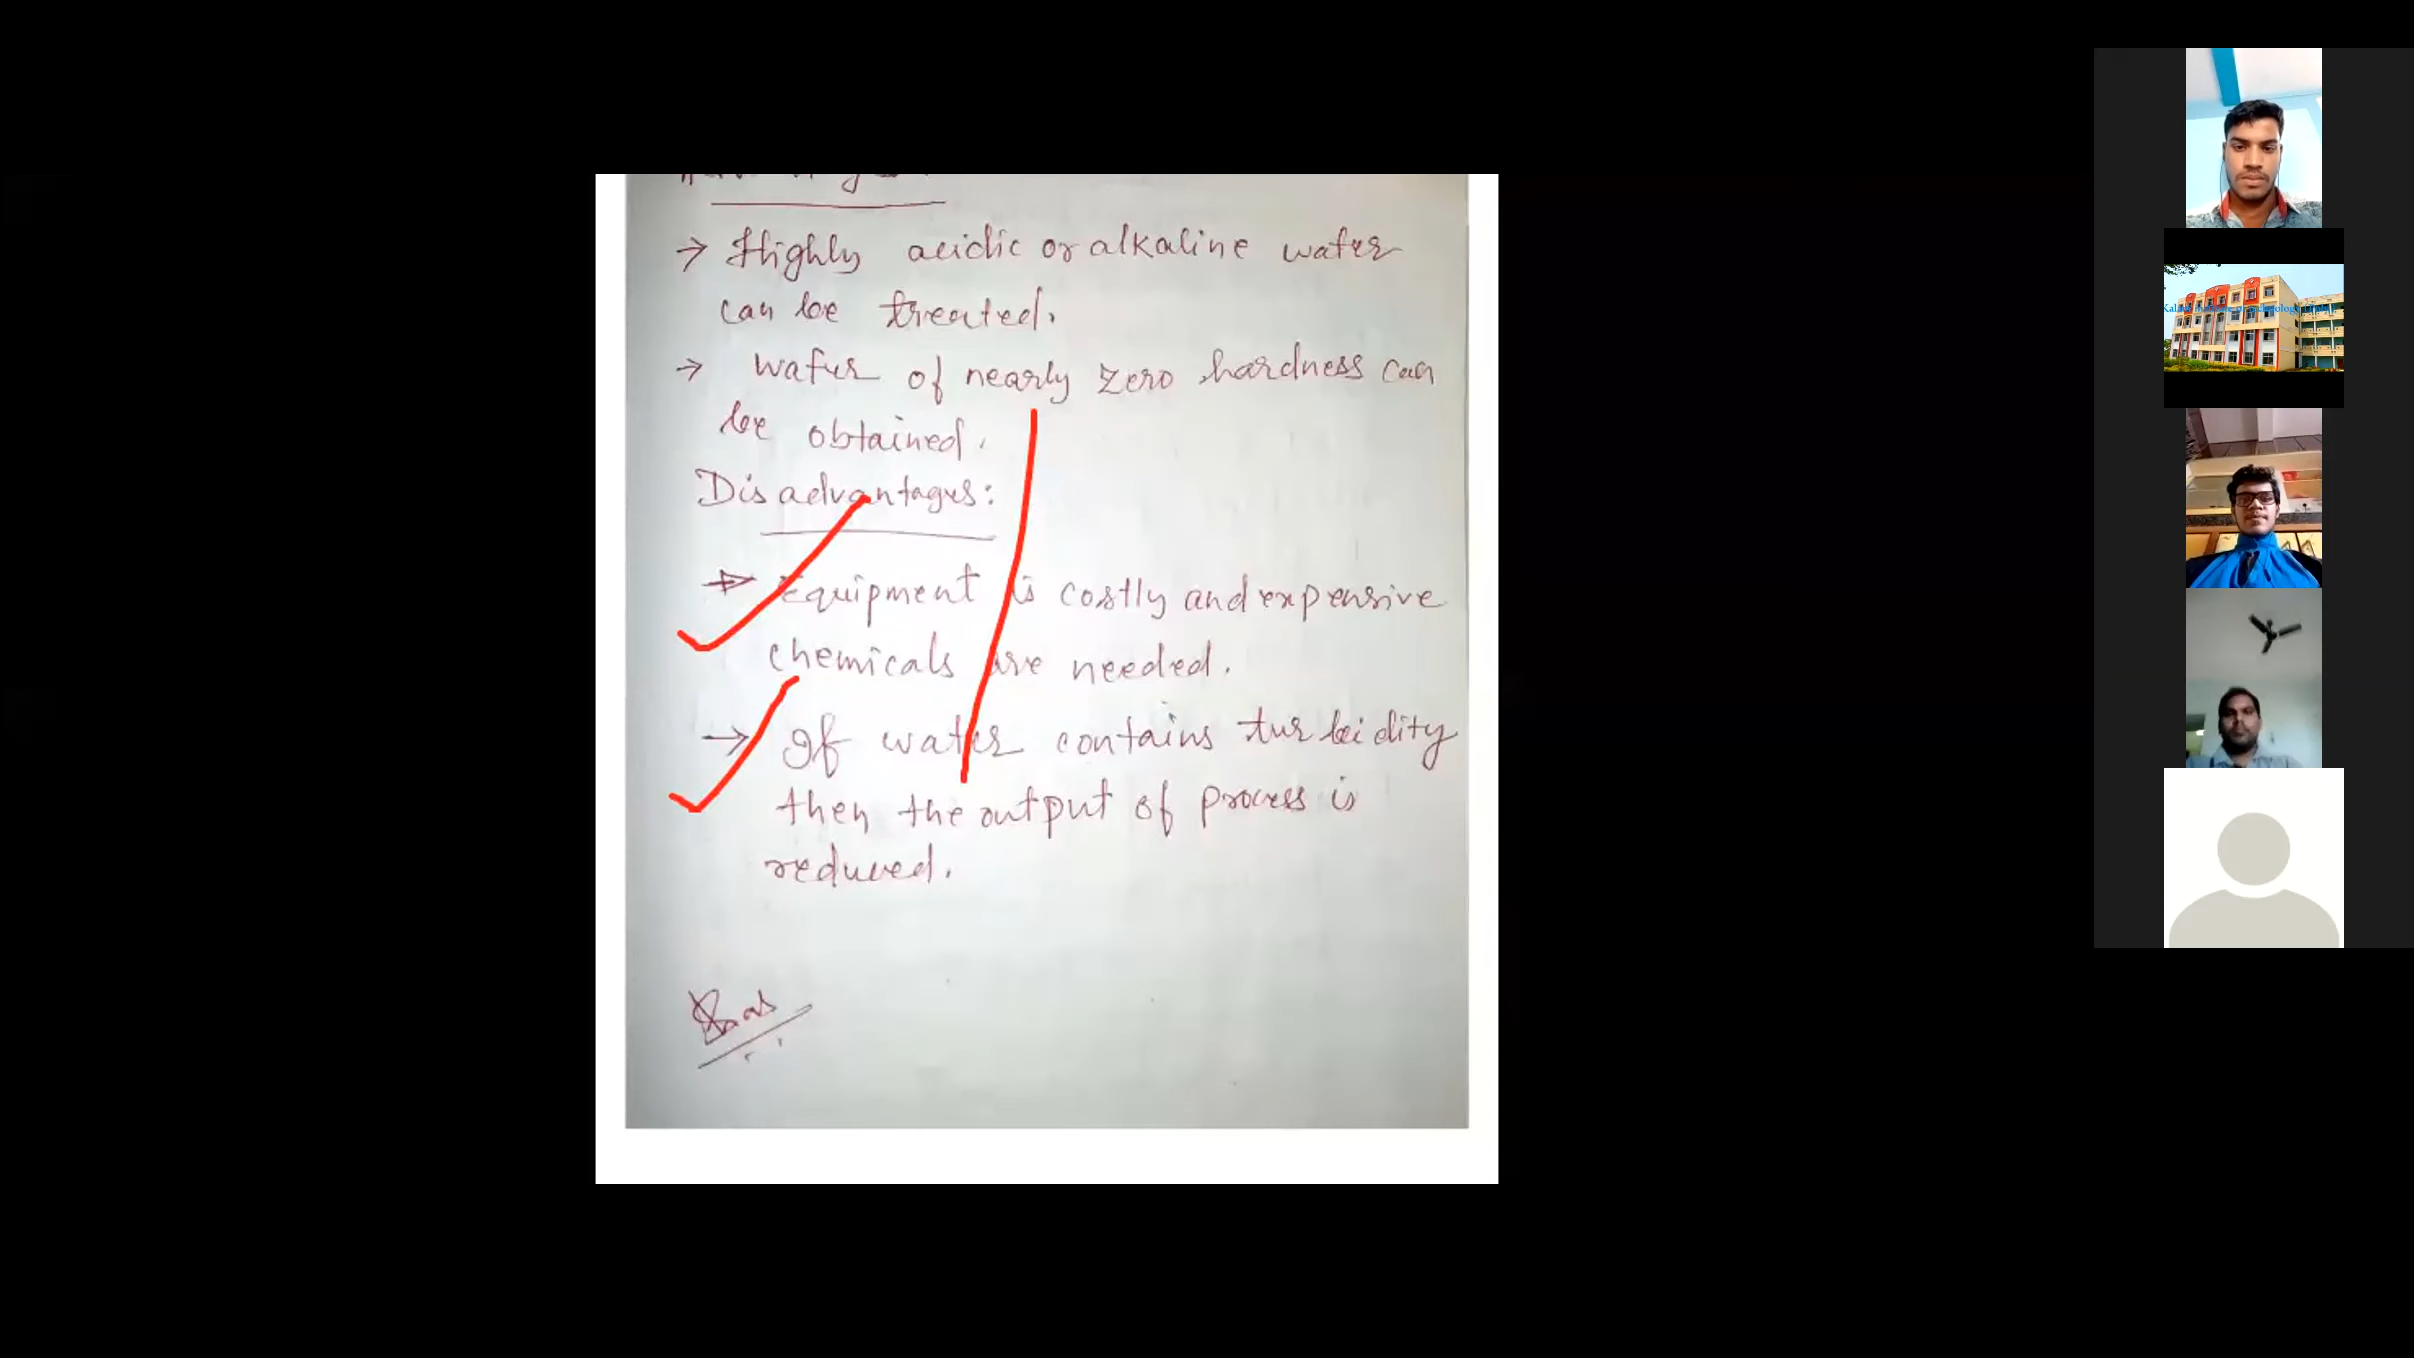 → Highly acidic or alkaline water
can be treated.
→ Water of nearly zero hardness can
be obtained.
Disadvantages:
→ Equipment is costly and expensive
chemicals are needed.
→ If water contains turbidity
then the output of process is
reduced.